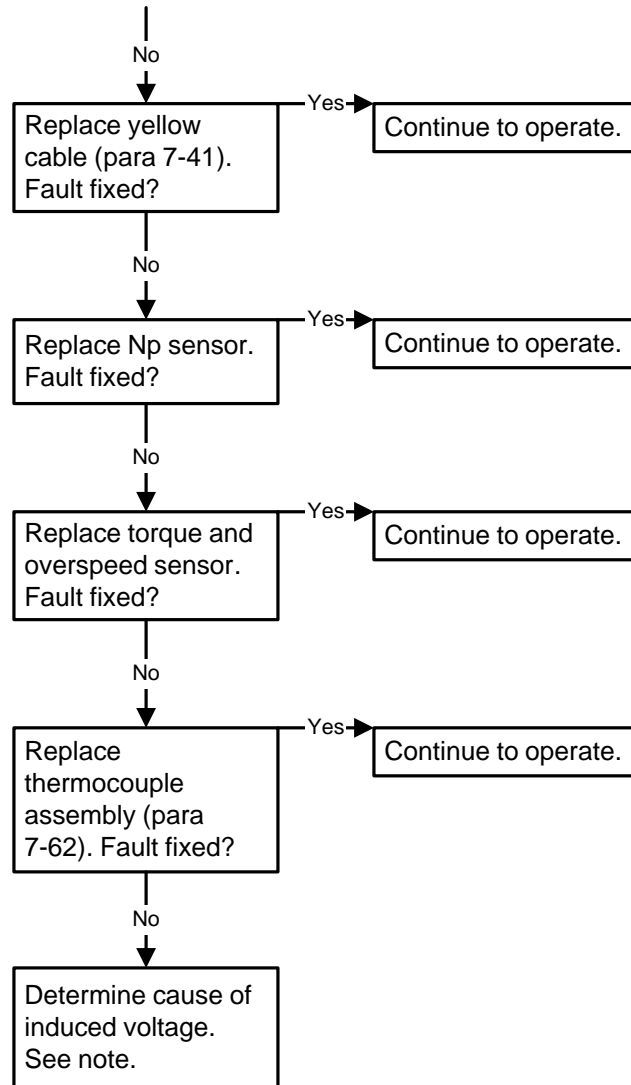 No
Replace yellow
cable (para 7-41).
Fault fixed?
Yes
Continue to operate.
No
Replace Np sensor.
Fault fixed?
Yes
Continue to operate.
No
Replace torque and
overspeed sensor.
Fault fixed?
Yes
Continue to operate.
No
Replace
thermocouple
assembly (para
7-62). Fault fixed?
Yes
Continue to operate.
No
Determine cause of
induced voltage.
See note.